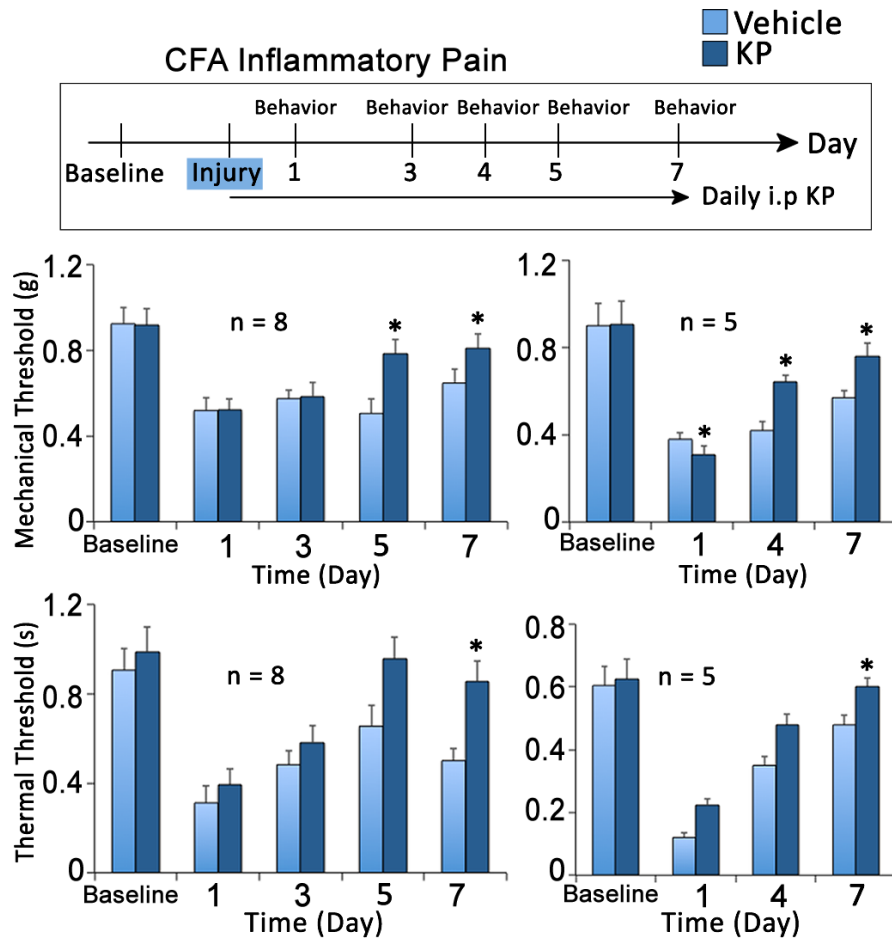 Vehicle
KP
CFA Inflammatory Pain
Behavior Behavior Behavior Behavior Behavior
Day
Baseline Injury 1 3 4 5 7
Daily i.p KP
Mechanical Threshold (g)
1.2
0.8
0.4
0
n = 8
* *
Baseline 1 3 5 7
Time (Day)
1.2
0.8
0.4
0
n = 5
* * *
Baseline 1 4 7
Time (Day)
Thermal Threshold (s)
1.2
0.8
0.4
0
n = 8
*
Baseline 1 3 5 7
Time (Day)
0.8
0.6
0.4
0.2
0
n = 5
*
Baseline 1 4 7
Time (Day)